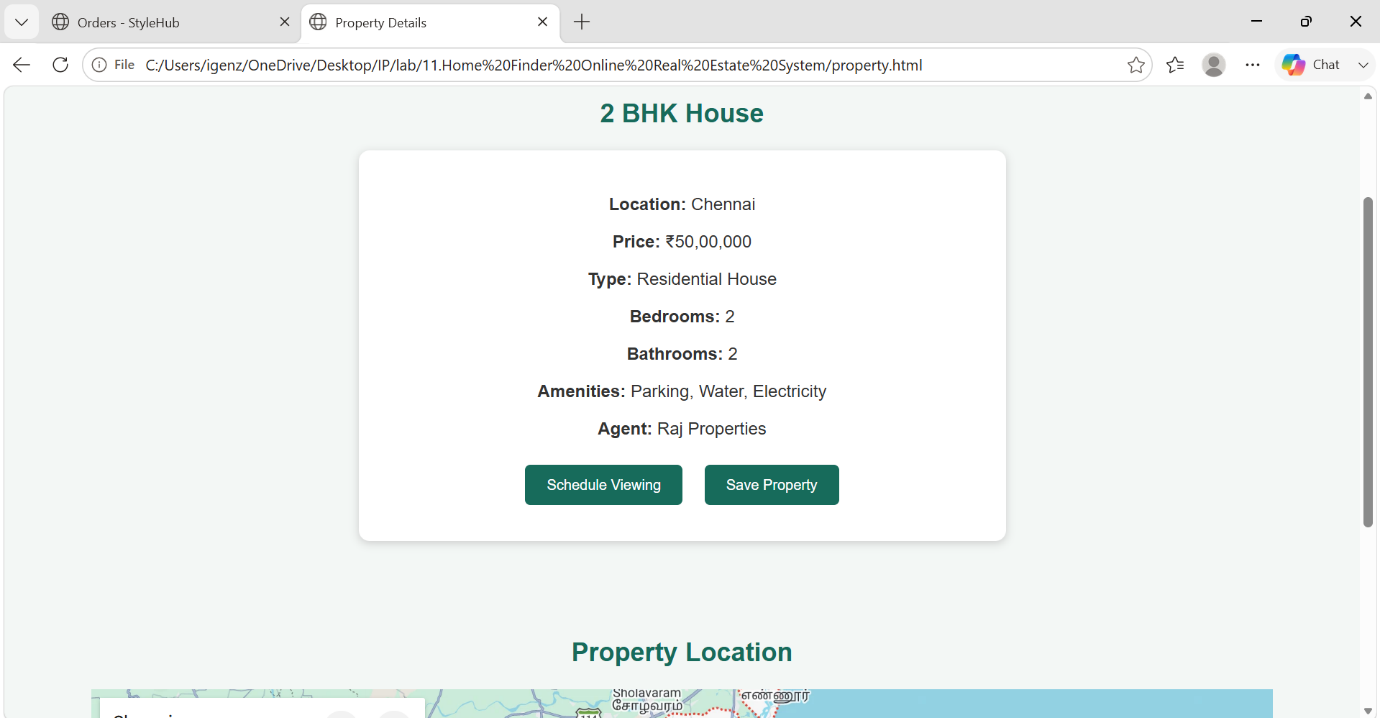 Orders - StyleHub
Property Details
File C:/Users/igenz/OneDrive/Desktop/IP/lab/11.Home%20Finder%20Online%20Real%20Estate%20System/property.html
Chat
2 BHK House
Location: Chennai
Price: ₹50,00,000
Type: Residential House
Bedrooms: 2
Bathrooms: 2
Amenities: Parking, Water, Electricity
Agent: Raj Properties
Schedule Viewing
Save Property
Property Location
Sholavaram
சோழவரம்
எண்ணூர்